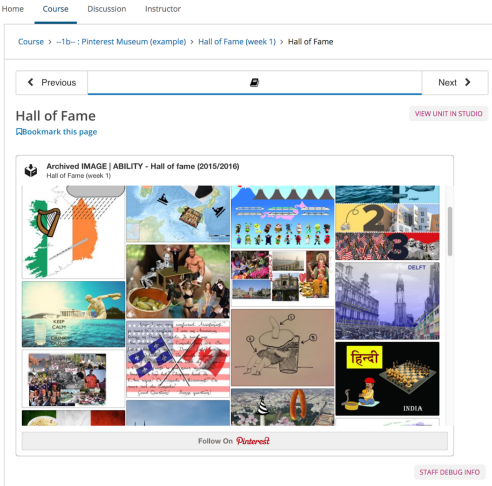 Home Course Discussion Instructor
Course > --1b-- : Pinterest Museum (example) > Hall of Fame (week 1) > Hall of Fame
Previous
Next
Hall of Fame
VIEW UNIT IN STUDIO
Bookmark this page
Archived IMAGE | ABILITY - Hall of fame (2015/2016)
Hall of Fame (week 1)
2
3
DELFT
KEEP
CALM
हिन्दी
INDIA
Follow On Pinterest
STAFF DEBUG INFO